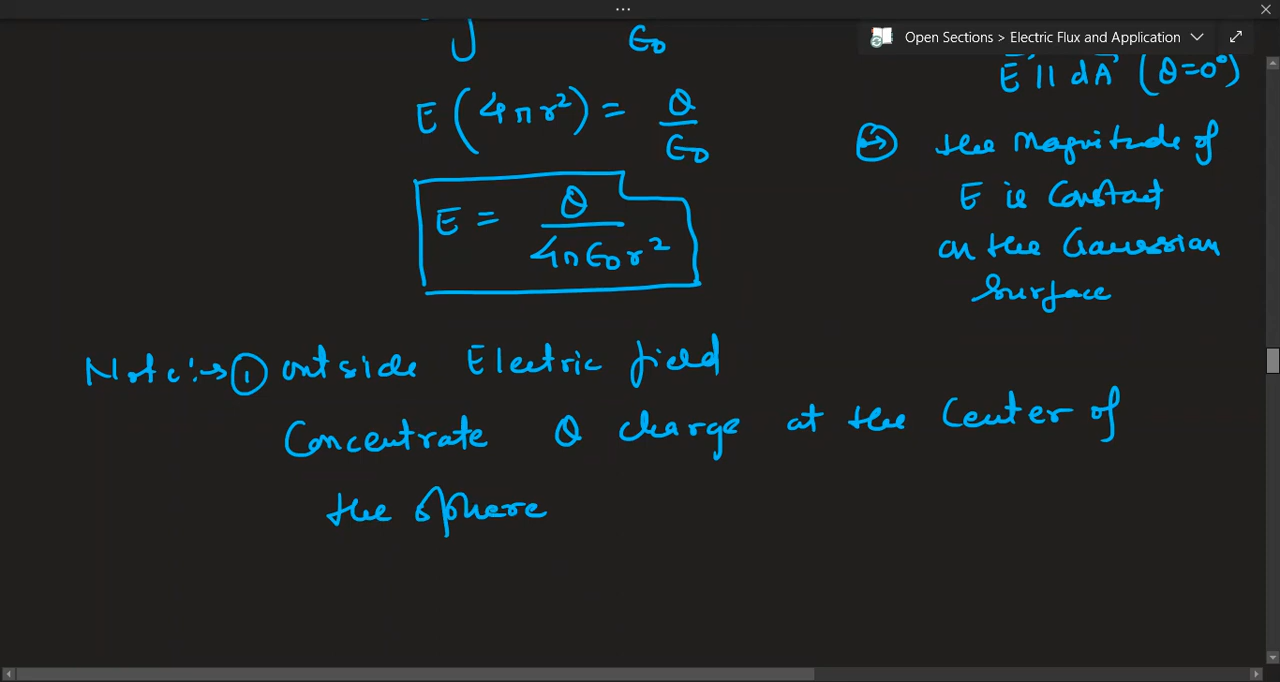 Open Sections > Electric Flux and Application
∫ ϵ0
E || dA (θ=0°)
E (4πr²) = Q/ϵ0
E = Q/4πϵ0r²
the Magnitude of
E is Constant
on the Gaussian
Surface
Note:→ ① outside Electric field
Concentrate Q charge at the Center of
the sphere